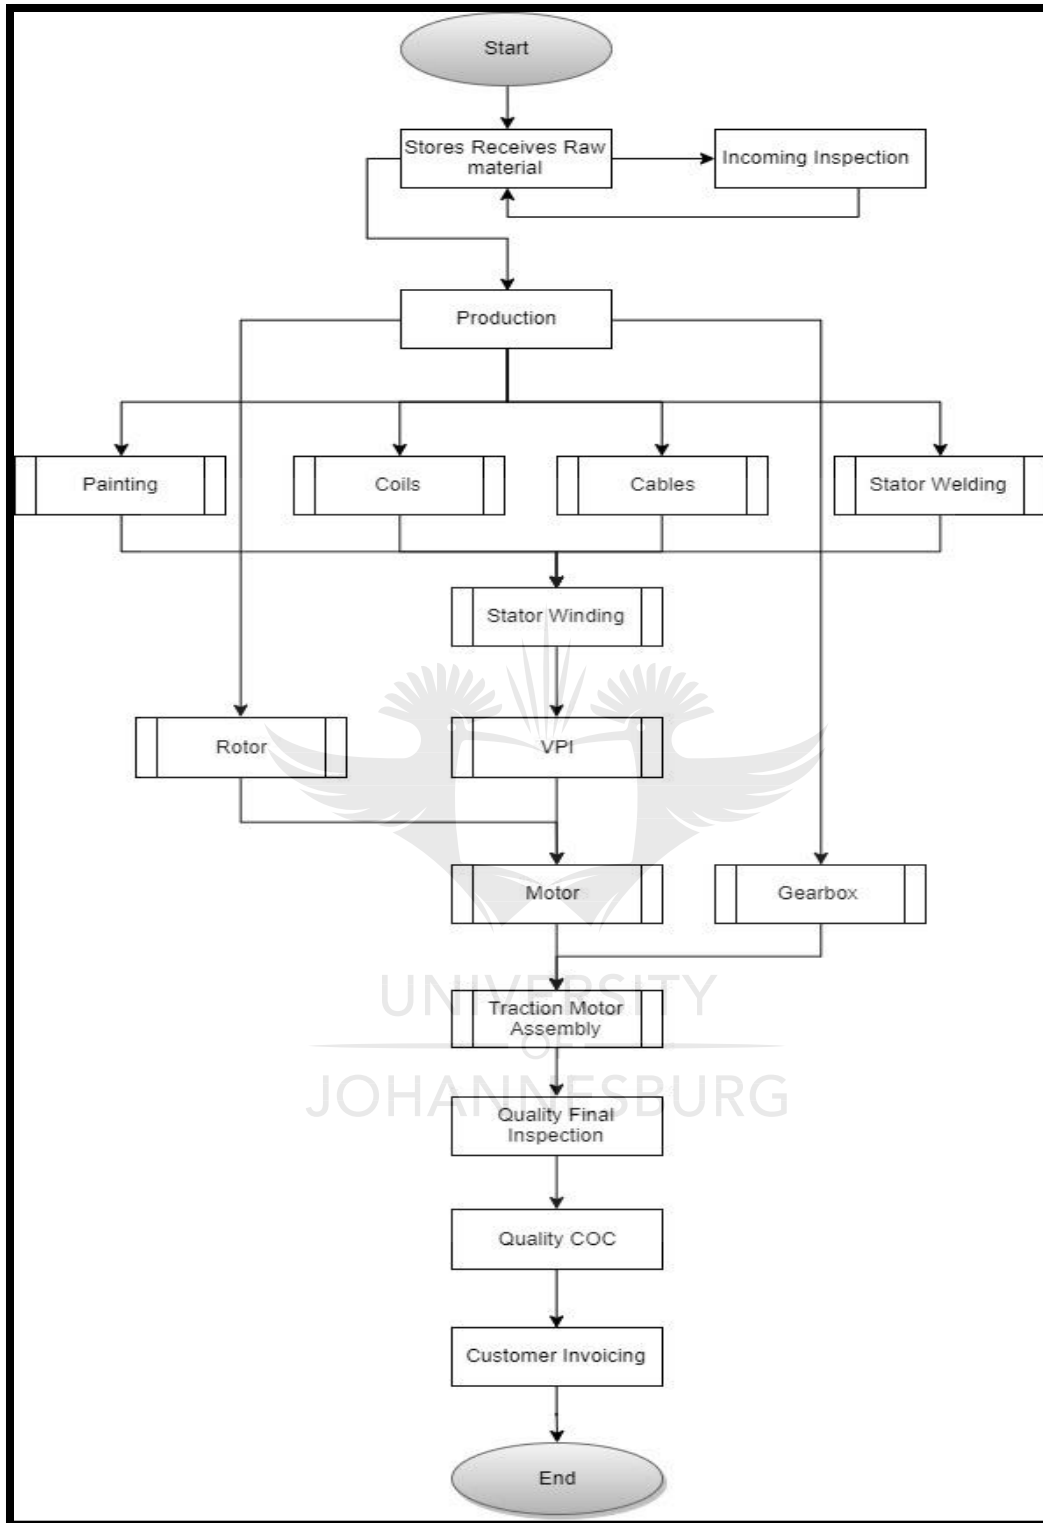 Start
Stores Receives Raw
material
Incoming Inspection
Production
Painting
Coils
Cables
Stator Welding
Stator Winding
Rotor
VPI
Motor
Gearbox
UNIVERSITY
Traction Motor
Assembly
OF
JOHANNESBURG
Quality Final
Inspection
Quality COC
Customer Invoicing
End